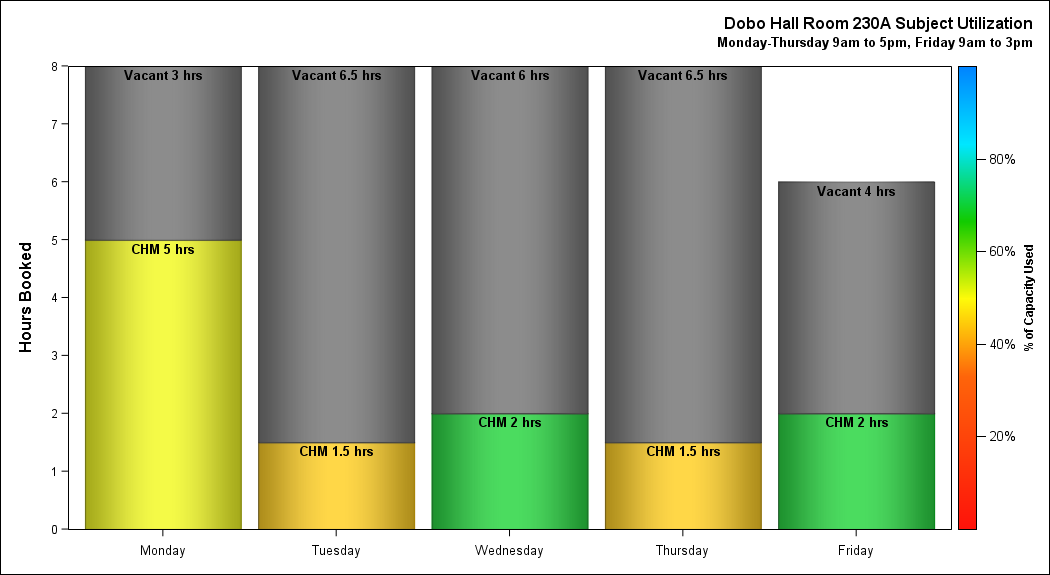 Dobo Hall Room 230A Subject Utilization
Monday-Thursday 9am to 5pm, Friday 9am to 3pm
Hours Booked
8
7
6
5
4
3
2
1
0
Vacant 3 hrs
Vacant 6.5 hrs
Vacant 6 hrs
Vacant 6.5 hrs
Vacant 4 hrs
CHM 5 hrs
CHM 1.5 hrs
CHM 2 hrs
CHM 1.5 hrs
CHM 2 hrs
Monday
Tuesday
Wednesday
Thursday
Friday
80%
60%
40%
20%
% of Capacity Used